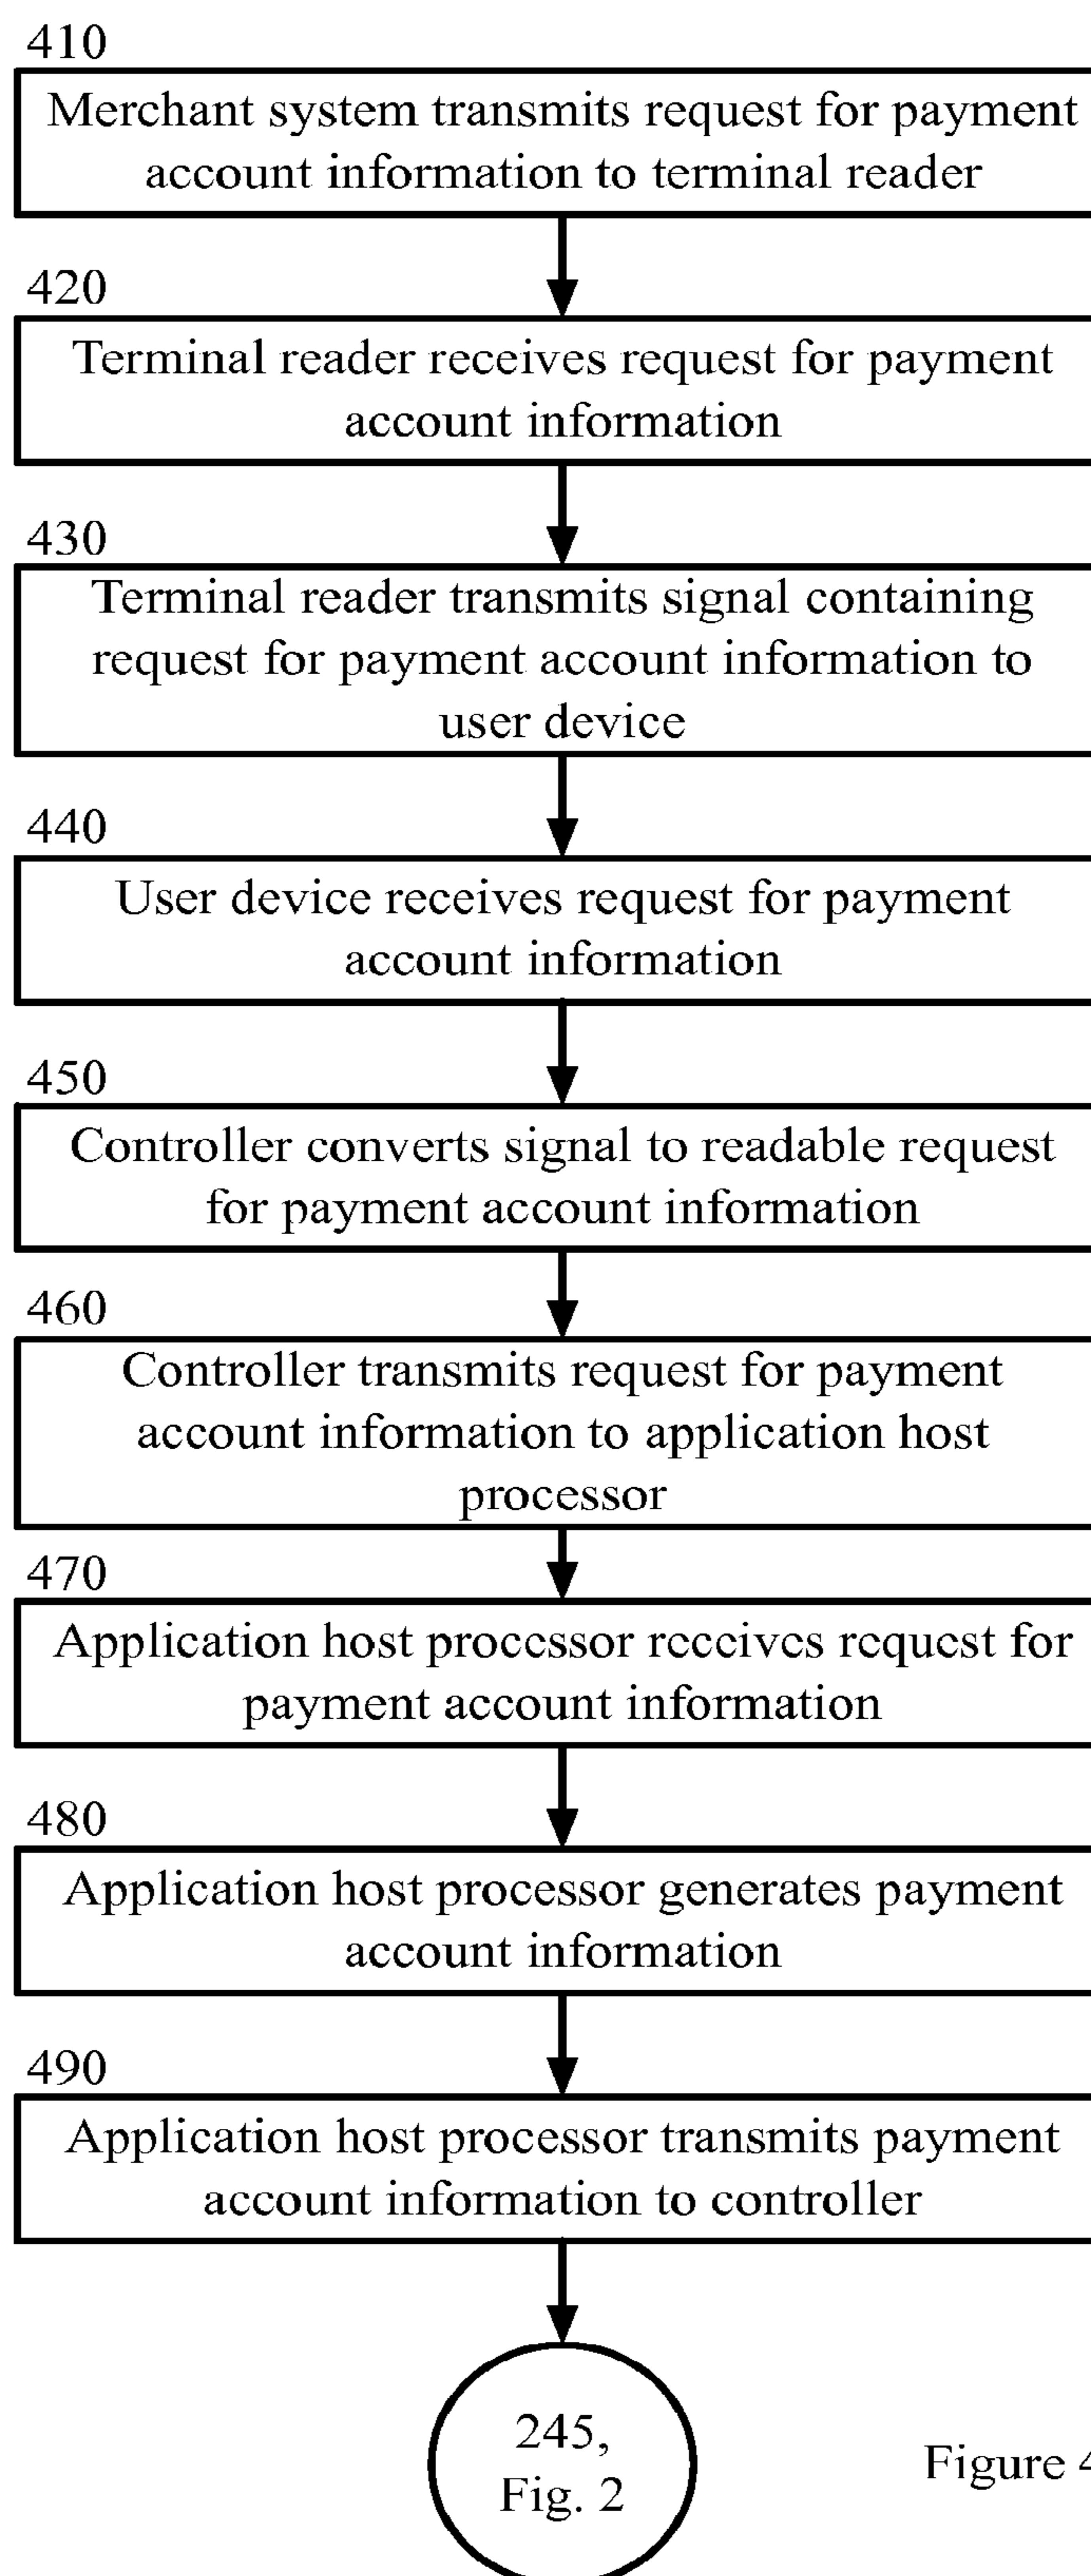 410
Merchant system transmits request for payment
account information to terminal reader
420
Terminal reader receives request for payment
account information
430
Terminal reader transmits signal containing
request for payment account information to
user device
440
User device receives request for payment
account information
450
Controller converts signal to readable request
for payment account information
460
Controller transmits request for payment
account information to application host
processor
470
Application host processor receives request for
payment account information
480
Application host processor generates payment
account information
490
Application host processor transmits payment
account information to controller
245,
Fig. 2
Figure 4